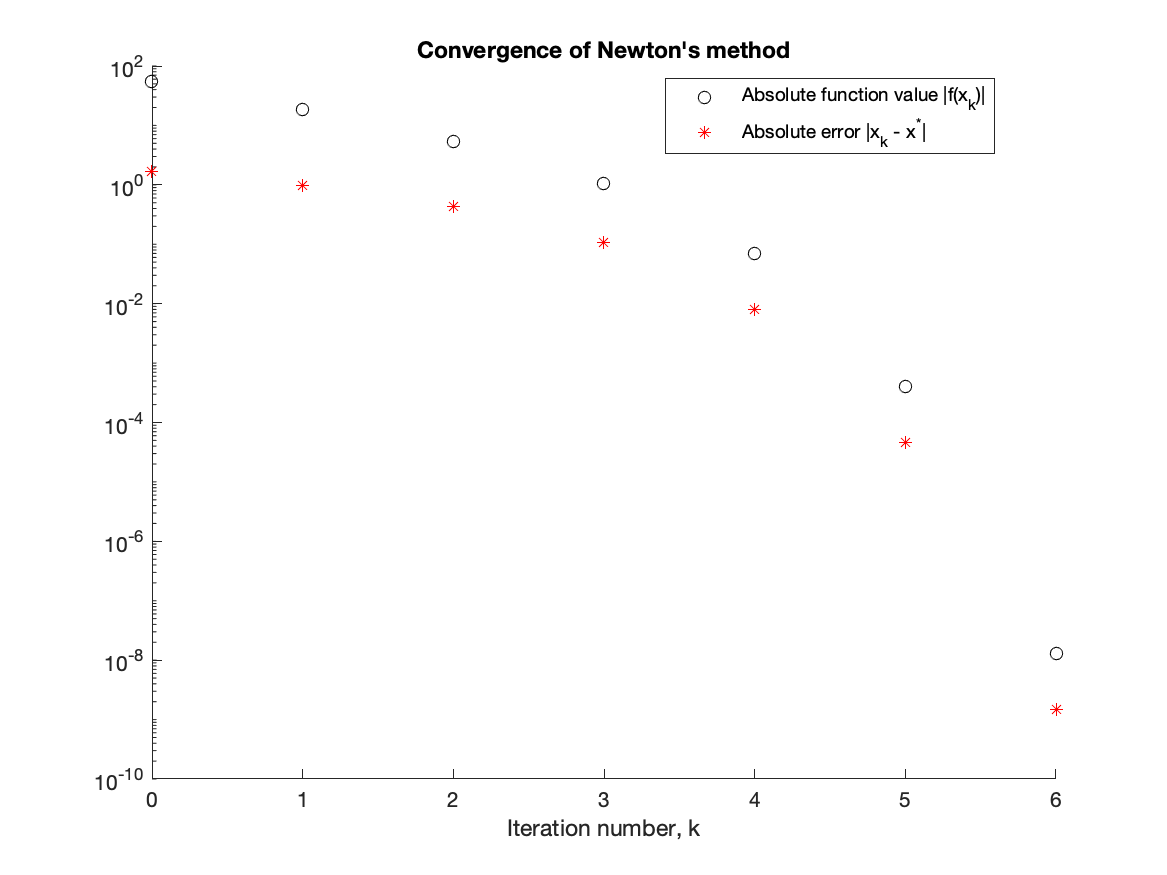 Convergence of Newton's method
Absolute function value |f(x_k)|
Absolute error |x_k - x^*|
10^2
10^0
10^-2
10^-4
10^-6
10^-8
10^-10
0 1 2 3 4 5 6
Iteration number, k